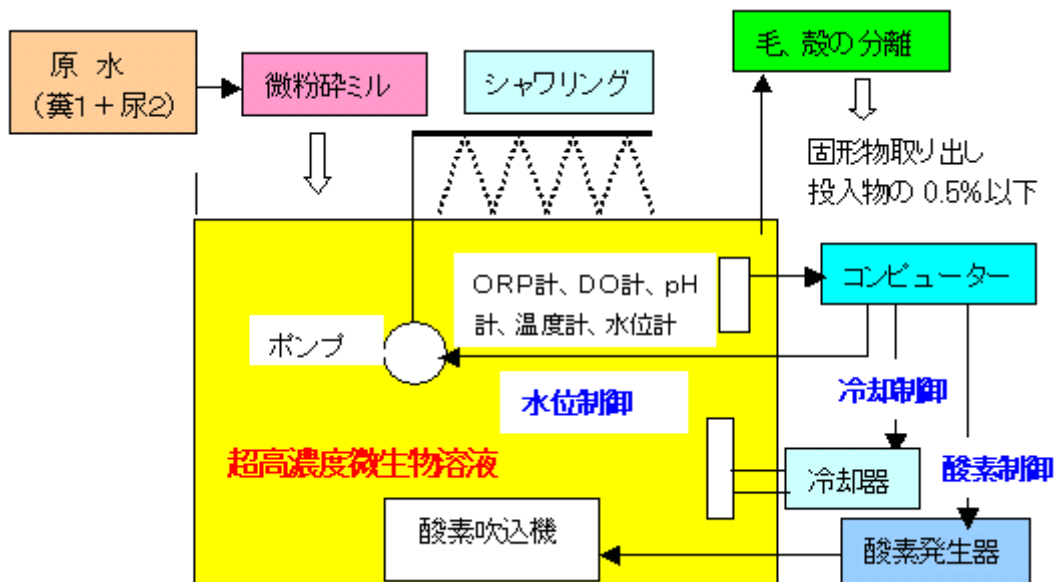 原 水
(糞1＋尿2)
微粉砕ミル
シャワリング
毛、殻の分離
固形物取り出し
投入物の 0.5%以下
ORP計、DO計、pH
計、温度計、水位計
コンピューター
ポンプ
水位制御
冷却制御
超高濃度微生物溶液
冷却器
酸素制御
酸素吹込機
酸素発生器